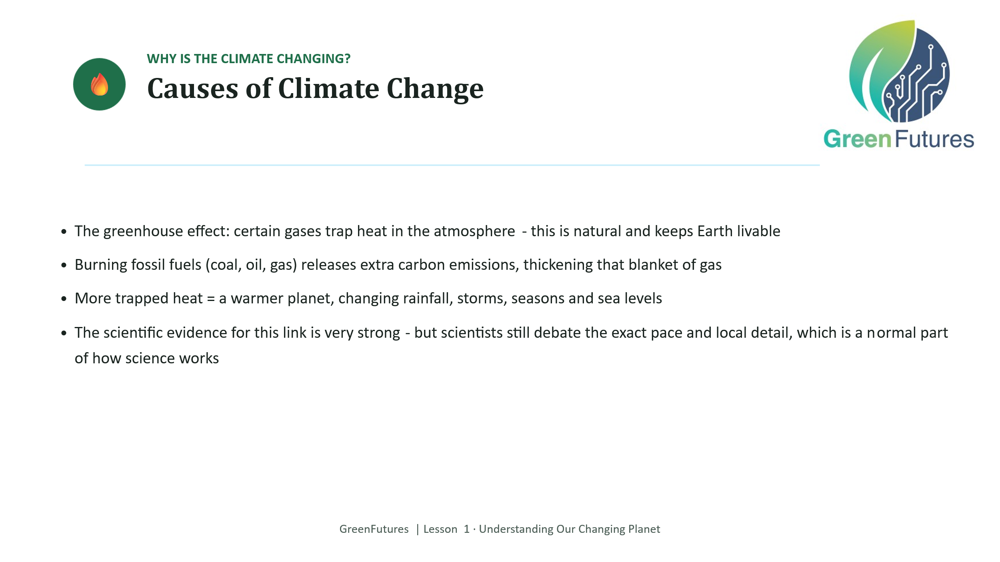 WHY IS THE CLIMATE CHANGING?
Causes of Climate Change
GreenFutures
• The greenhouse effect: certain gases trap heat in the atmosphere - this is natural and keeps Earth livable
• Burning fossil fuels (coal, oil, gas) releases extra carbon emissions, thickening that blanket of gas
• More trapped heat = a warmer planet, changing rainfall, storms, seasons and sea levels
• The scientific evidence for this link is very strong - but scientists still debate the exact pace and local detail, which is a normal part
of how science works
GreenFutures | Lesson 1 · Understanding Our Changing Planet